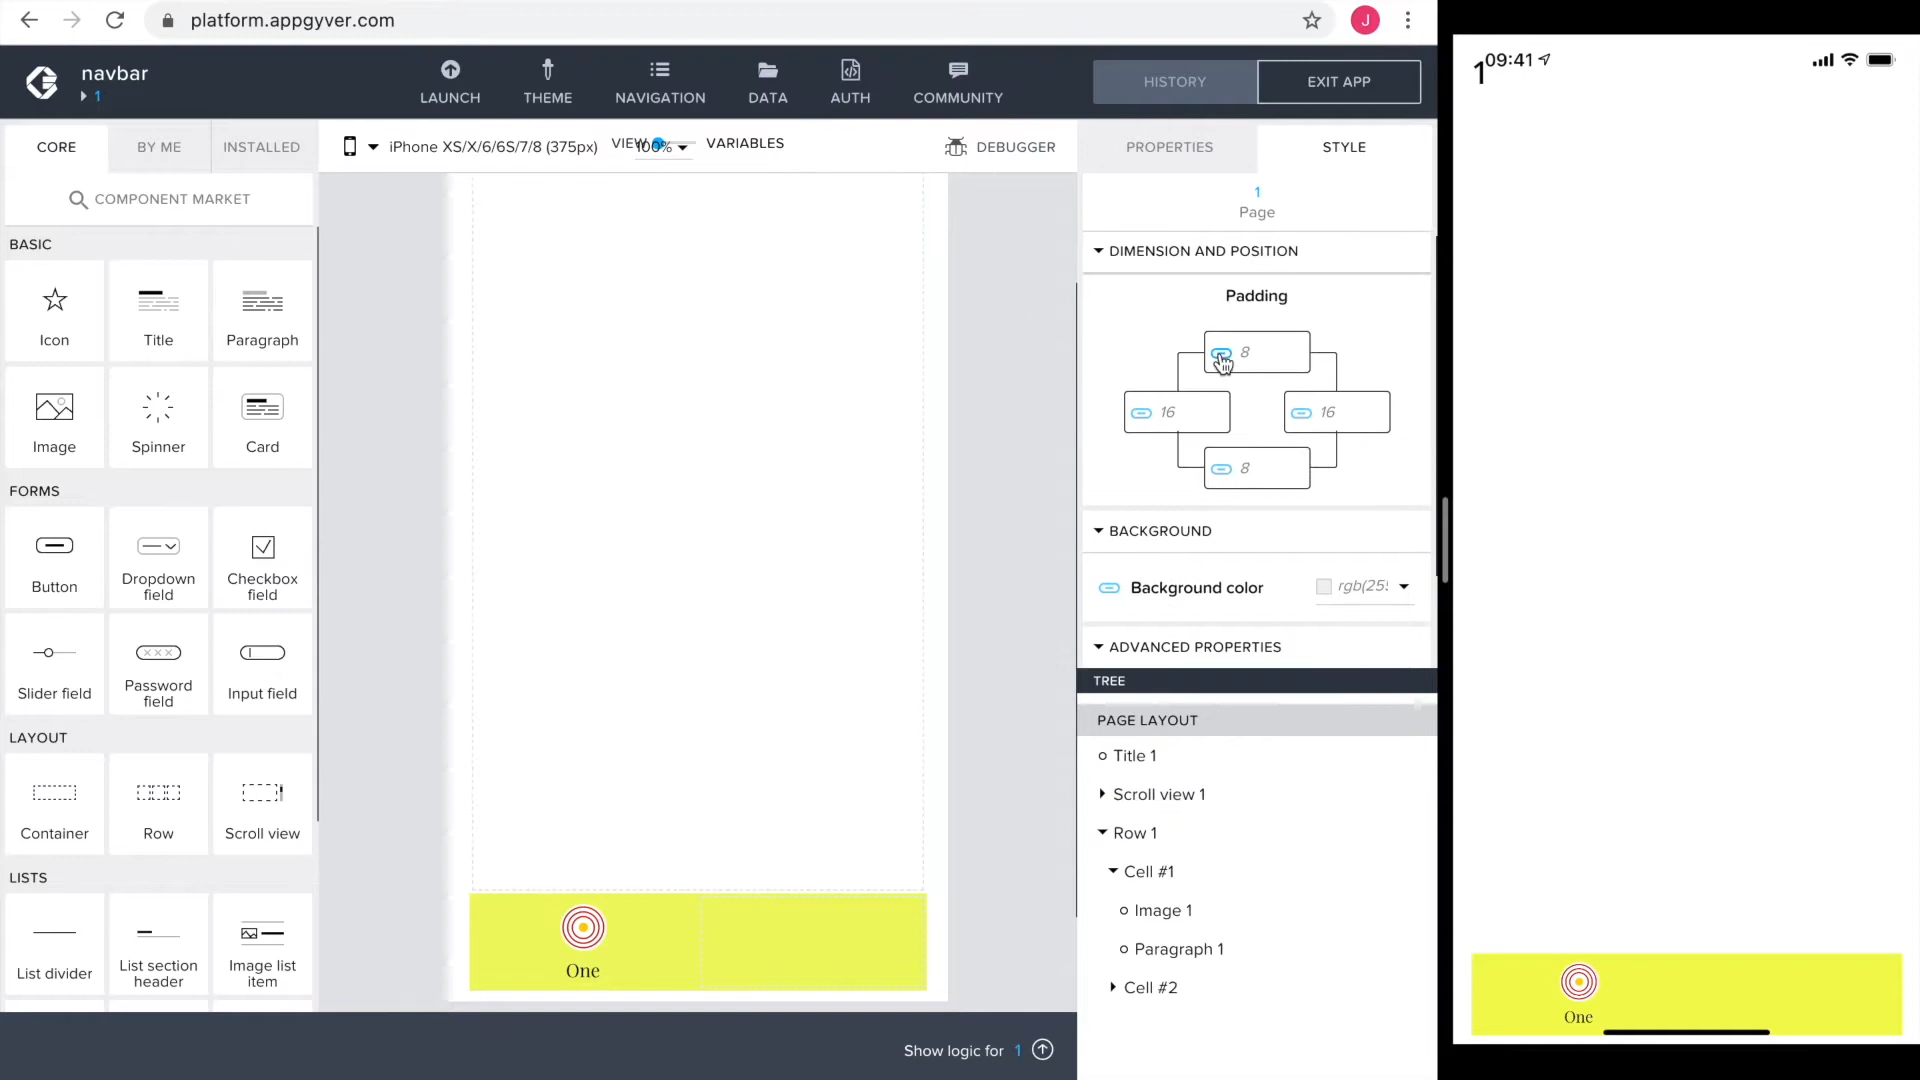 platform.appgyver.com
J
navbar
1
LAUNCH
THEME
NAVIGATION
DATA
AUTH
COMMUNITY
HISTORY
EXIT APP
CORE
BY ME
INSTALLED
iPhone XS/X/6/6S/7/8 (375px)
VIEW
100%
VARIABLES
DEBUGGER
PROPERTIES
STYLE
COMPONENT MARKET
BASIC
Icon
Title
Paragraph
Image
Spinner
Card
FORMS
Button
Dropdown
field
Checkbox
field
Slider field
Password
field
Input field
LAYOUT
Container
Row
Scroll view
LISTS
List divider
List section
header
Image list
item
One
Show logic for 1
1
Page
DIMENSION AND POSITION
Padding
8
16
16
8
BACKGROUND
Background color
rgb(255
ADVANCED PROPERTIES
TREE
PAGE LAYOUT
Title 1
Scroll view 1
Row 1
Cell #1
Image 1
Paragraph 1
Cell #2
09:41
1
One